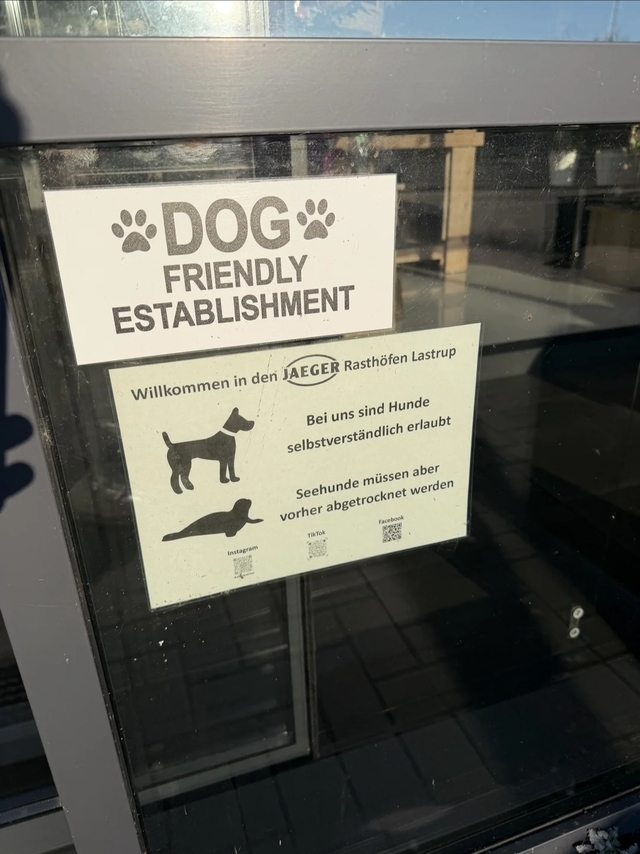 DOG
FRIENDLY
ESTABLISHMENT
Willkommen in den JAEGER Rasthöfen Lastrup
Bei uns sind Hunde
selbstverständlich erlaubt
Seehunde müssen aber
vorher abgetrocknet werden
Instagram
TikTok
Facebook